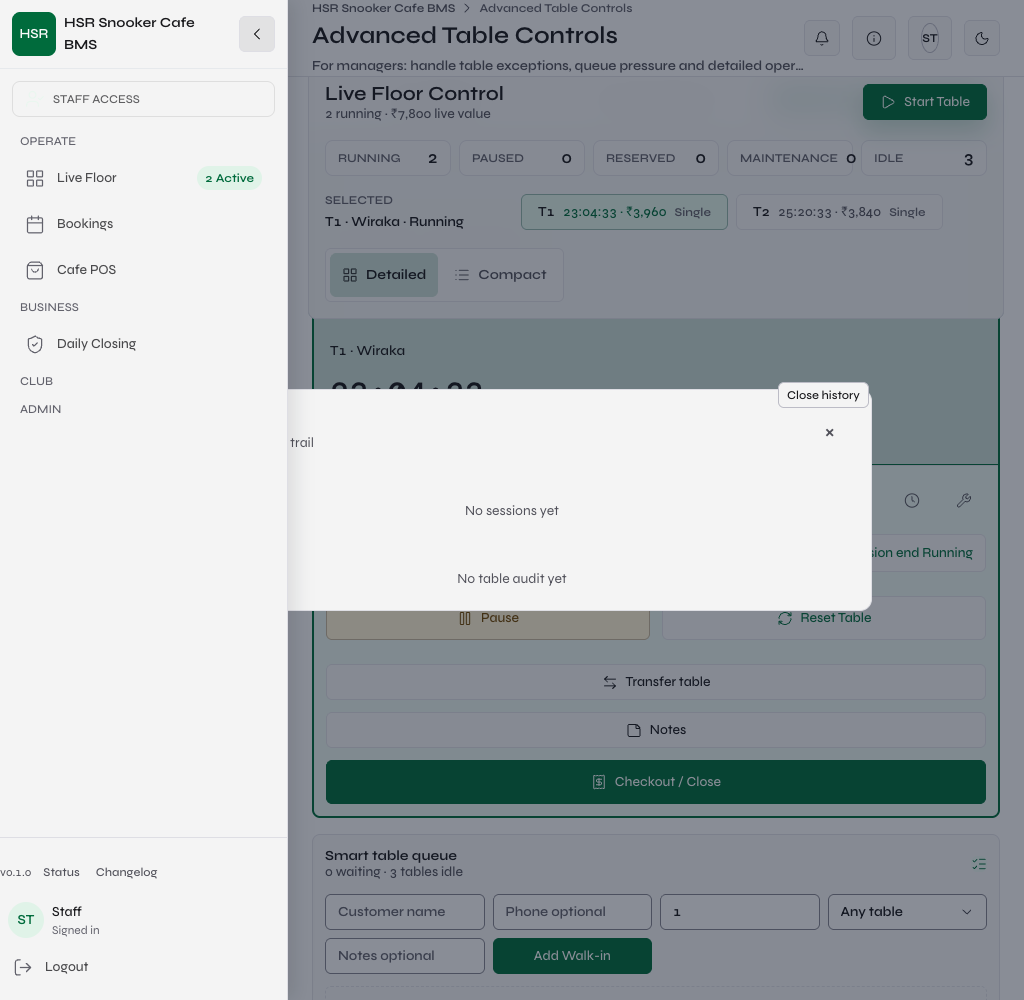 HSR
HSR Snooker Cafe
BMS
STAFF ACCESS
OPERATE
Live Floor
2 Active
Bookings
Cafe POS
BUSINESS
Daily Closing
CLUB
ADMIN
v0.1.0 Status Changelog
ST
Staff
Signed in
Logout
HSR Snooker Cafe BMS > Advanced Table Controls
Advanced Table Controls
For managers: handle table exceptions, queue pressure and detailed oper…
ST
Live Floor Control
2 running · ₹7,800 live value
Start Table
RUNNING 2
PAUSED 0
RESERVED 0
MAINTENANCE 0
IDLE 3
SELECTED
T1 · Wiraka · Running
T1 23:04:33 · ₹3,960 Single
T2 25:20:33 · ₹3,840 Single
Detailed
Compact
T1 · Wiraka
Close history
×
trail
No sessions yet
No table audit yet
sion end Running
Pause
Reset Table
Transfer table
Notes
Checkout / Close
Smart table queue
0 waiting · 3 tables idle
Customer name
Phone optional
1
Any table
Notes optional
Add Walk-in